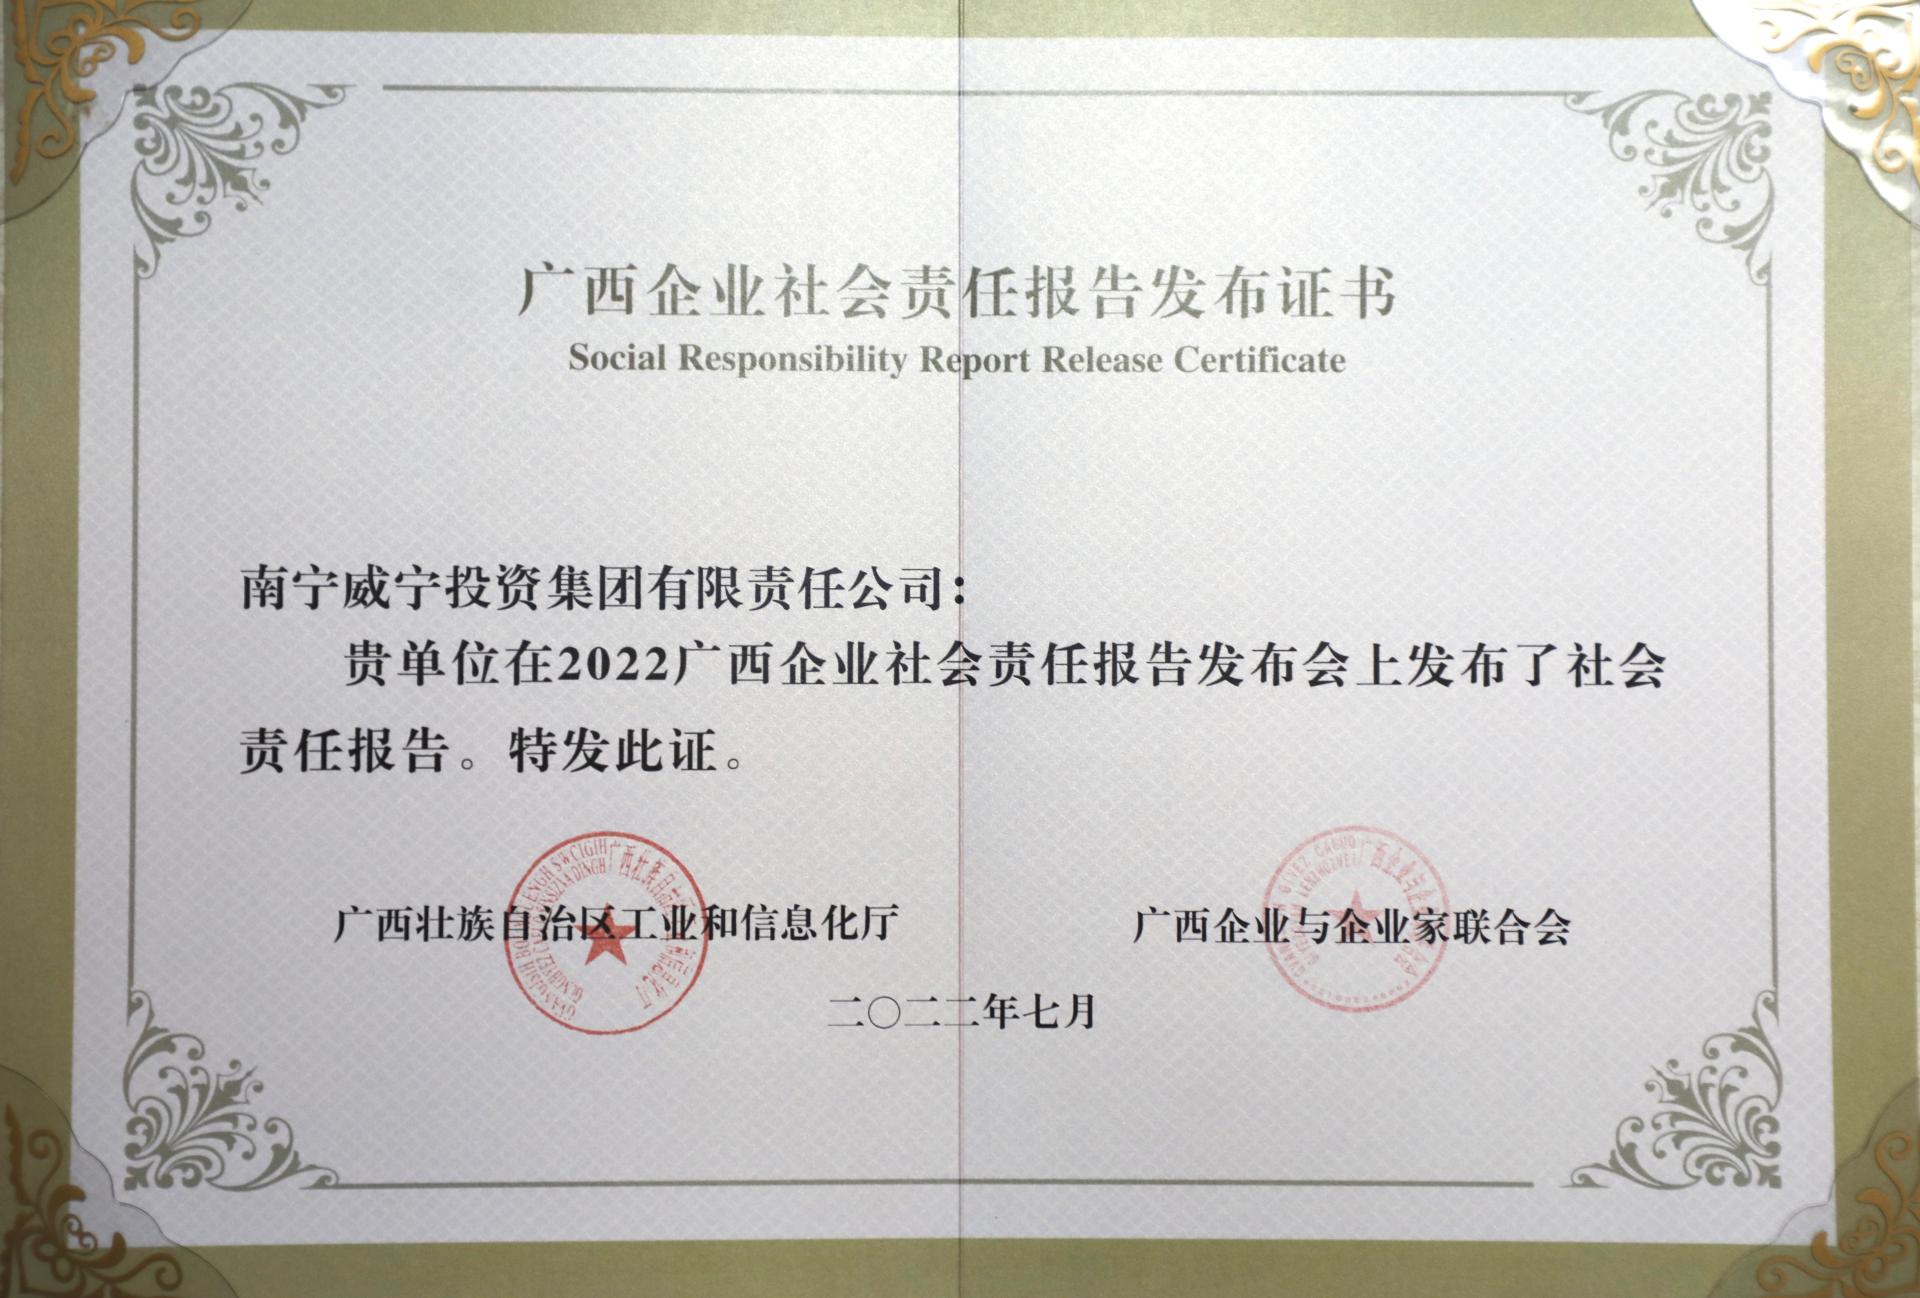 广西企业社会责任报告发布证书
Social Responsibility Report Release Certificate
南宁威宁投资集团有限责任公司：
贵单位在2022广西企业社会责任报告发布会上发布了社会
责任报告。特发此证。
广西壮族自治区工业和信息化厅
广西企业与企业家联合会
二〇二二年七月